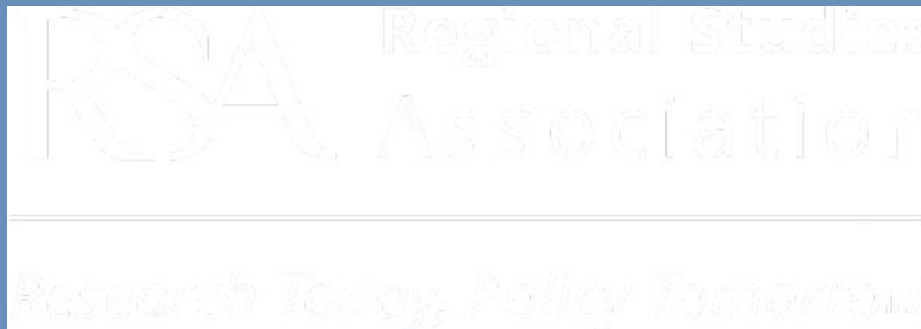 RSA
Regional Studies
Association
Research Today, Policy Tomorrow